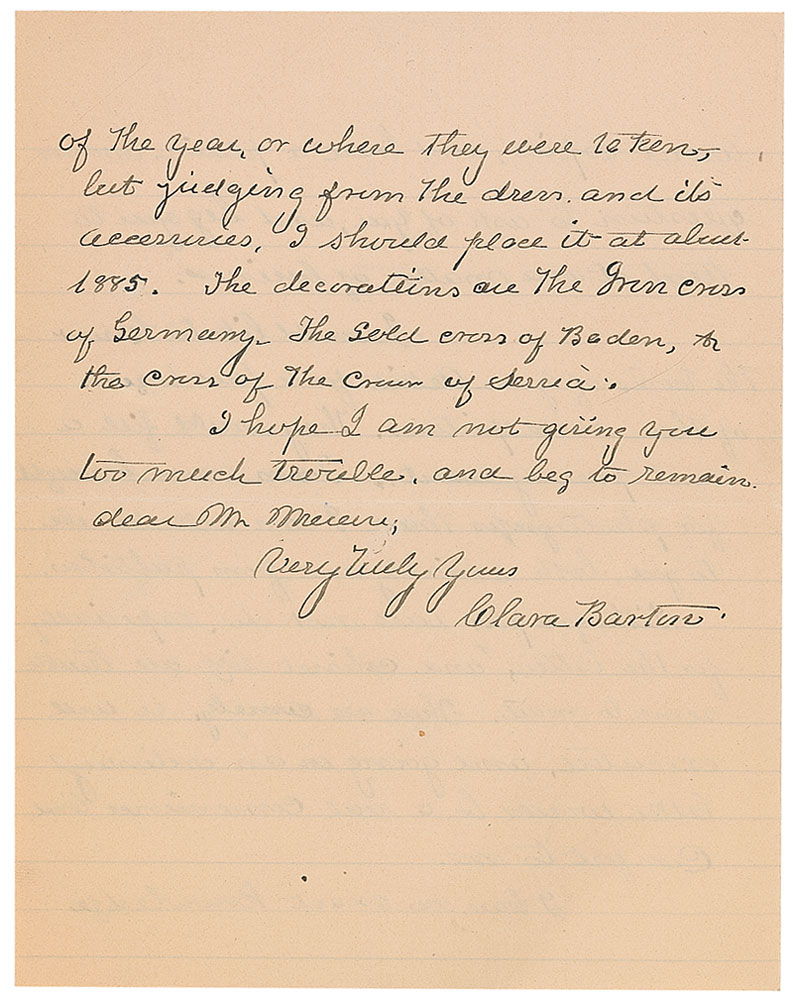 of the year, or where they were taken,
but judging from the dress. and its
accessories, I should place it at about
1885. The decorations are The Iron cross
of Germany. The Gold cross of Baden, &
the cross of the Crown of Servia.
I hope I am not giving you
too much trouble. and beg to remain.
dear Mr
Very truly Yours
Clara Barton